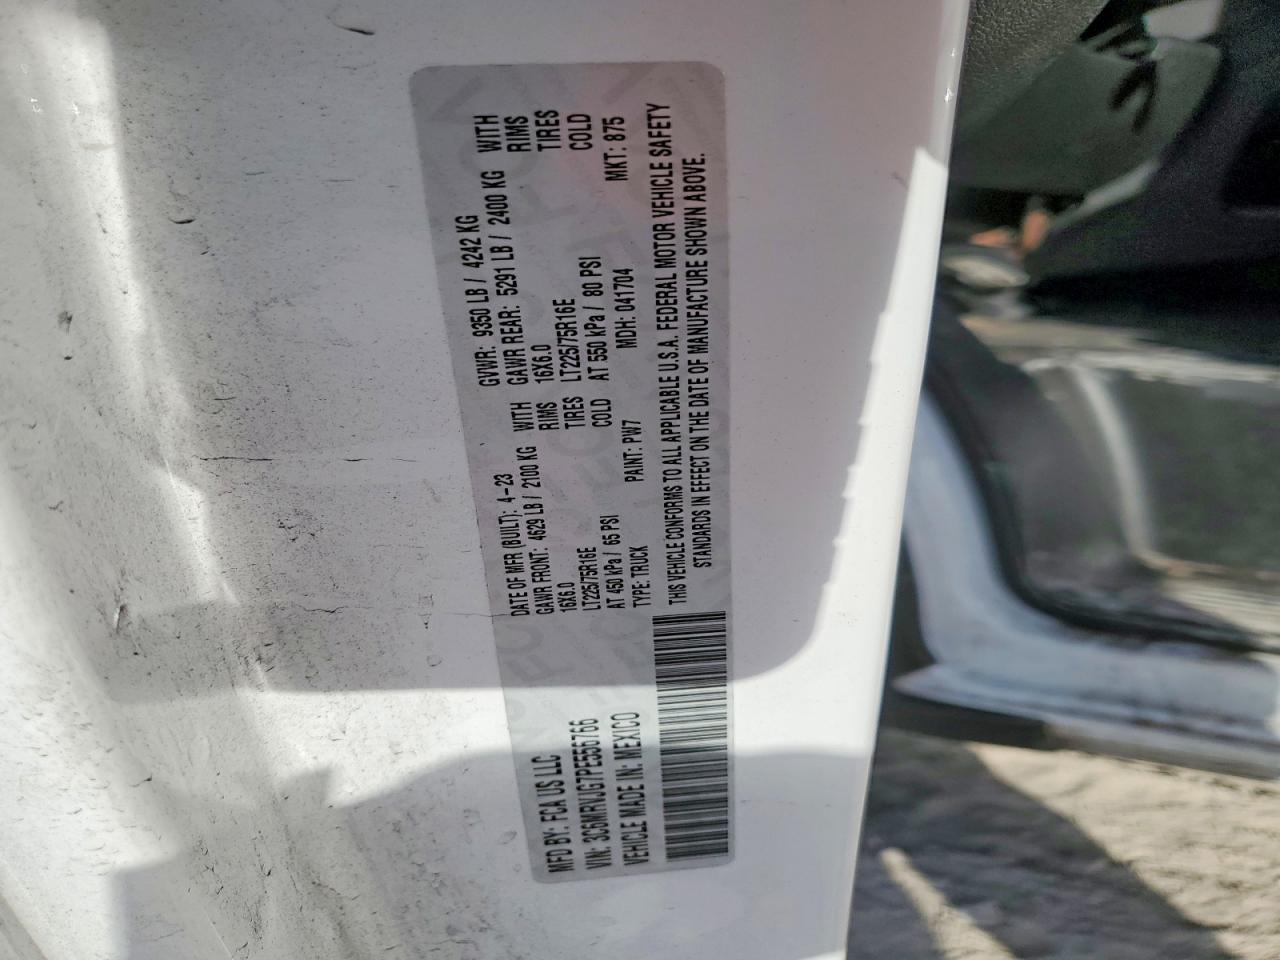 MFD BY: FCA US LLC
VIN: 3C6MRVJG7PE556766
VEHICLE MADE IN: MEXICO
DATE OF MFR (BUILT): 4-23 GVWR: 9350 LB / 4242 KG
GAWR FRONT: 4629 LB / 2100 KG WITH GAWR REAR: 5291 LB / 2400 KG WITH
16X6.0 RIMS 16X6.0 RIMS
LT225/75R16E TIRES LT225/75R16E TIRES
AT 450 kPa / 65 PSI COLD AT 550 kPa / 80 PSI COLD
TYPE: TRUCK PAINT: PW7 MDH: 041704 MKT: 875
THIS VEHICLE CONFORMS TO ALL APPLICABLE U.S.A. FEDERAL MOTOR VEHICLE SAFETY
STANDARDS IN EFFECT ON THE DATE OF MANUFACTURE SHOWN ABOVE.